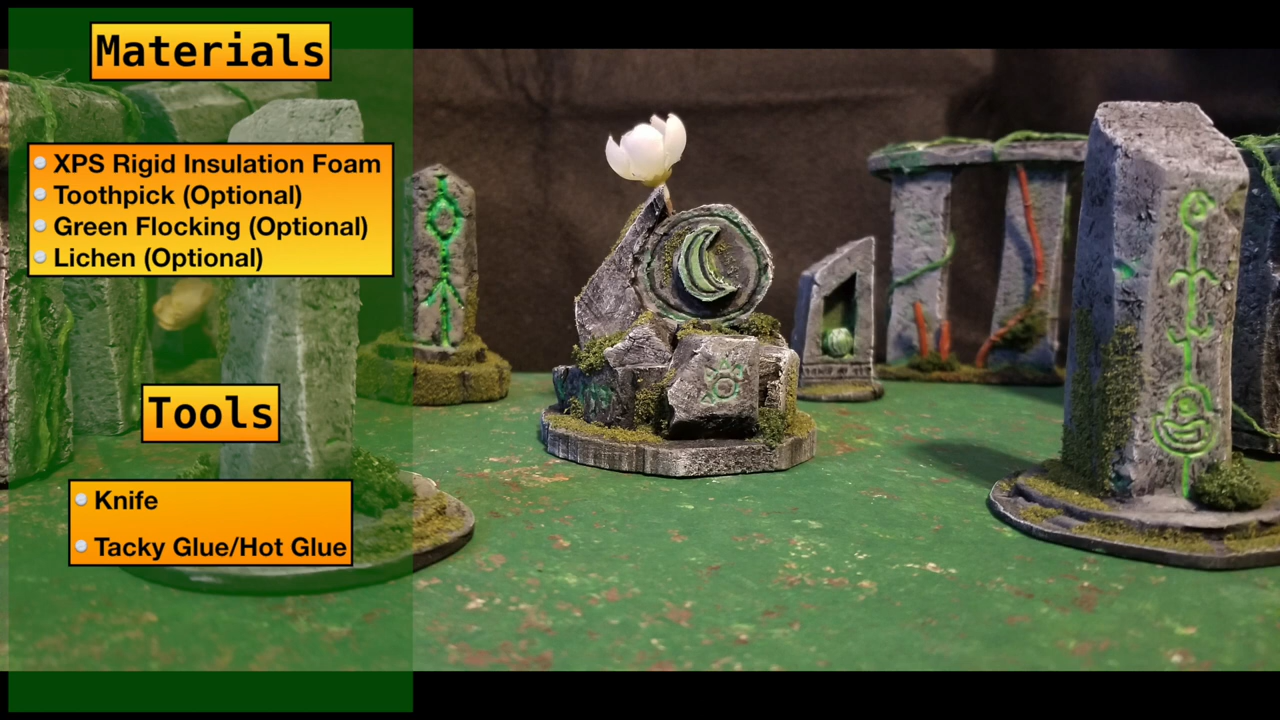 Materials
XPS Rigid Insulation Foam
Toothpick (Optional)
Green Flocking (Optional)
Lichen (Optional)
Tools
Knife
Tacky Glue/Hot Glue